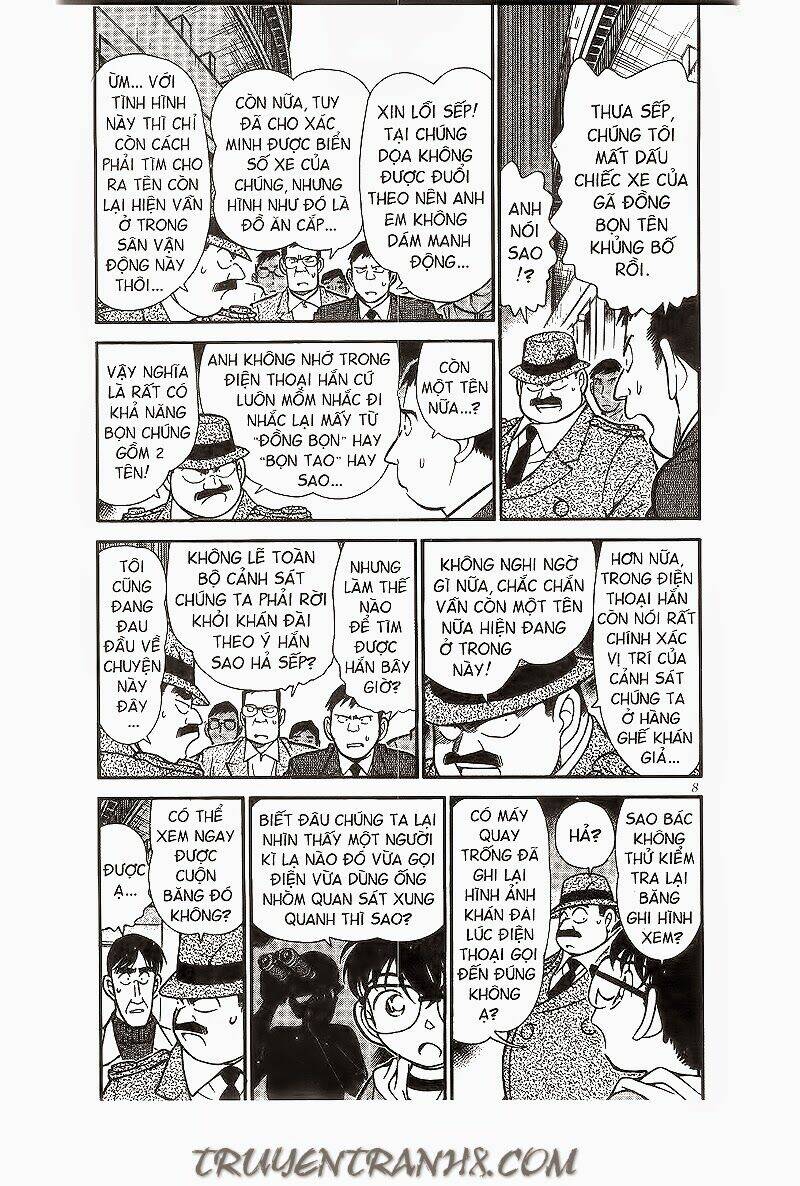 THƯA SẾP,
CHÚNG TÔI
MẤT DẤU
CHIẾC XE CỦA
GÃ ĐỒNG
BỌN TÊN
KHỦNG BỐ
RỒI.
ANH
NÓI
SAO
!?
XIN LỖI SẾP!
TẠI CHÚNG
DỌA KHÔNG
ĐƯỢC ĐUỔI
THEO NÊN ANH
EM KHÔNG
DÁM MANH
ĐỘNG...
CÒN NỮA, TUY
ĐÃ CHO XÁC
MINH ĐƯỢC BIỂN
SỐ XE CỦA
CHÚNG, NHƯNG
HÌNH NHƯ ĐÓ LÀ
ĐỒ ĂN CẮP...
ỪM... VỚI
TÌNH HÌNH
NÀY THÌ CHỈ
CÒN CÁCH
PHẢI TÌM CHO
RA TÊN CÒN
LẠI HIỆN VẪN
Ở TRONG
SÂN VẬN
ĐỘNG NÀY
THÔI...
CÒN
MỘT TÊN
NỮA...?
ANH KHÔNG NHỚ TRONG
ĐIỆN THOẠI HẮN CỨ
LUÔN MỒM NHẮC ĐI
NHẮC LẠI MẤY TỪ
"ĐỒNG BỌN" HAY
"BỌN TAO" HAY
SAO...
VẬY NGHĨA
LÀ RẤT CÓ
KHẢ NĂNG
BỌN CHÚNG
GỒM 2
TÊN!
HƠN NỮA,
TRONG ĐIỆN
THOẠI HẮN
CÒN NÓI RẤT
CHÍNH XÁC
VỊ TRÍ CỦA
CẢNH SÁT
CHÚNG TA
Ở HÀNG
GHẾ KHÁN
GIẢ...
KHÔNG NGHI NGỜ
GÌ NỮA, CHẮC CHẮN
VẪN CÒN MỘT TÊN
NỮA HIỆN ĐANG
Ở TRONG
NÀY!
NHƯNG
LÀM THẾ
NÀO
ĐỂ TÌM
ĐƯỢC
HẮN BÂY
GIỜ?
KHÔNG LẼ TOÀN
BỘ CẢNH SÁT
CHÚNG TA PHẢI RỜI
KHỎI KHÁN ĐÀI
THEO Ý HẮN
SAO HẢ SẾP?
TÔI
CŨNG
ĐANG
ĐAU
ĐẦU VỀ
CHUYỆN
NÀY
ĐÂY
...
8
SAO BÁC
KHÔNG
THỬ KIỂM
TRA LẠI
BĂNG
GHI HÌNH
XEM?
HẢ?
CÓ MÁY
QUAY
TRỐNG ĐÃ
GHI LẠI
HÌNH ẢNH
KHÁN ĐÀI
LÚC ĐIỆN
THOẠI GỌI
ĐẾN ĐÚNG
KHÔNG
Ạ?
BIẾT ĐÂU CHÚNG TA LẠI
NHÌN THẤY MỘT NGƯỜI
KÌ LẠ NÀO ĐÓ VỪA GỌI
ĐIỆN VỪA DÙNG ỐNG
NHÒM QUAN SÁT XUNG
QUANH THÌ SAO?
CÓ THỂ
XEM NGAY
ĐƯỢC
CUỘN
BĂNG ĐÓ
KHÔNG?
ĐƯỢC
Ạ...
TRUYENTRANH8.COM